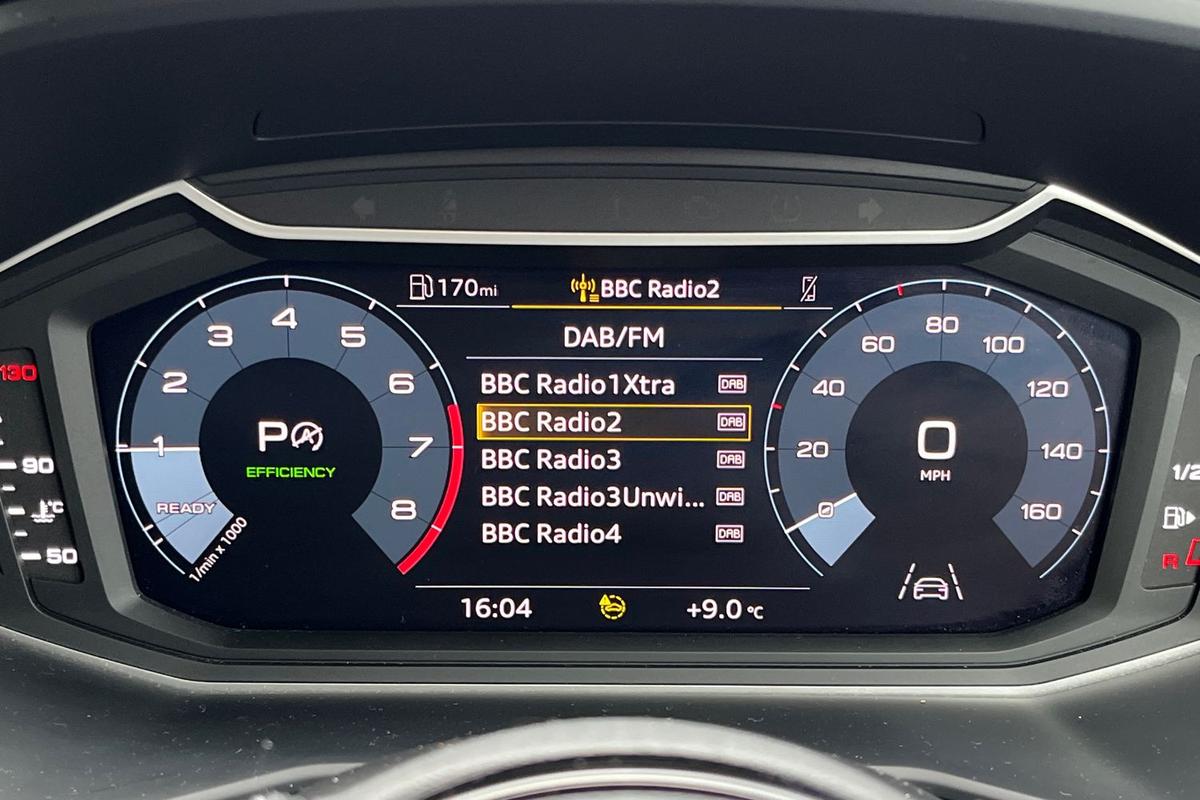 170mi
BBC Radio2
DAB/FM
BBC Radio1Xtra DAB
BBC Radio2 DAB
BBC Radio3 DAB
BBC Radio3Unwi... DAB
BBC Radio4
DAB
16:04
+9.0 °C
1
2
3
4
5
6
7
8
READY
1/min x 1000
P
A
EFFICIENCY
0
20
40
60
80
100
120
140
160
0
MPH
130
90
°C
50
1/2
R